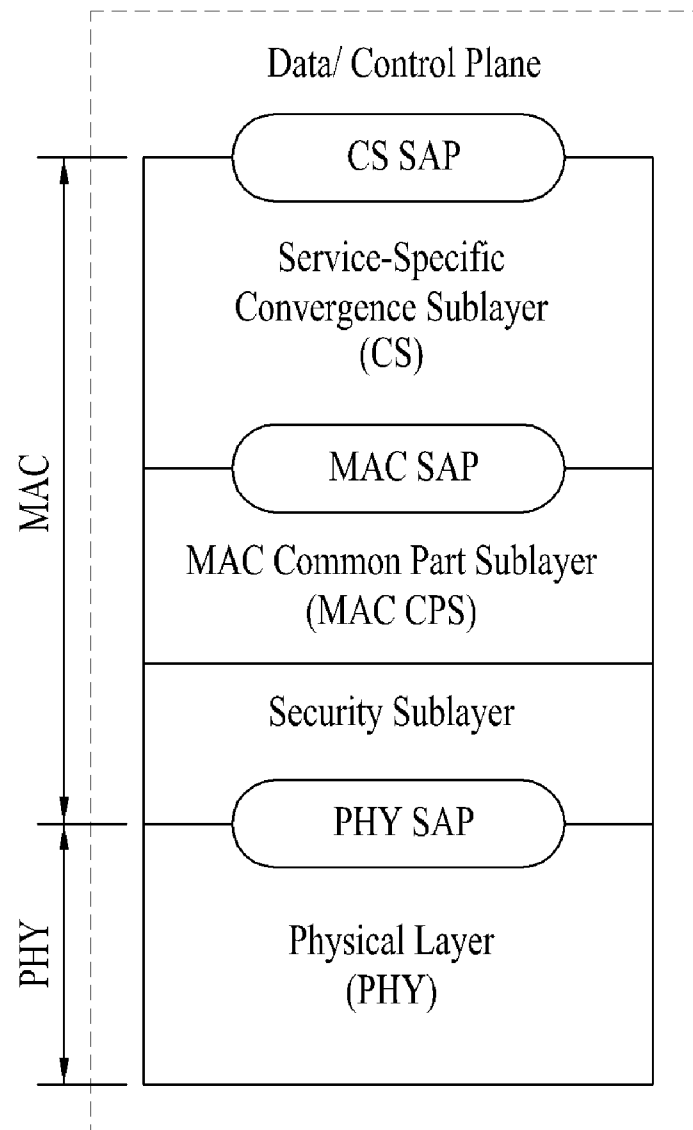 Data/ Control Plane
CS SAP
Service-Specific
Convergence Sublayer
(CS)
MAC SAP
MAC
MAC Common Part Sublayer
(MAC CPS)
Security Sublayer
PHY SAP
PHY
Physical Layer
(PHY)